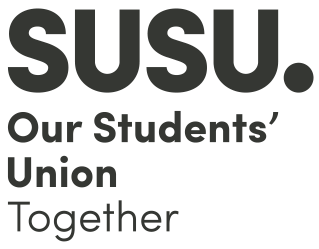 SUSU.
Our Students’
Union
Together